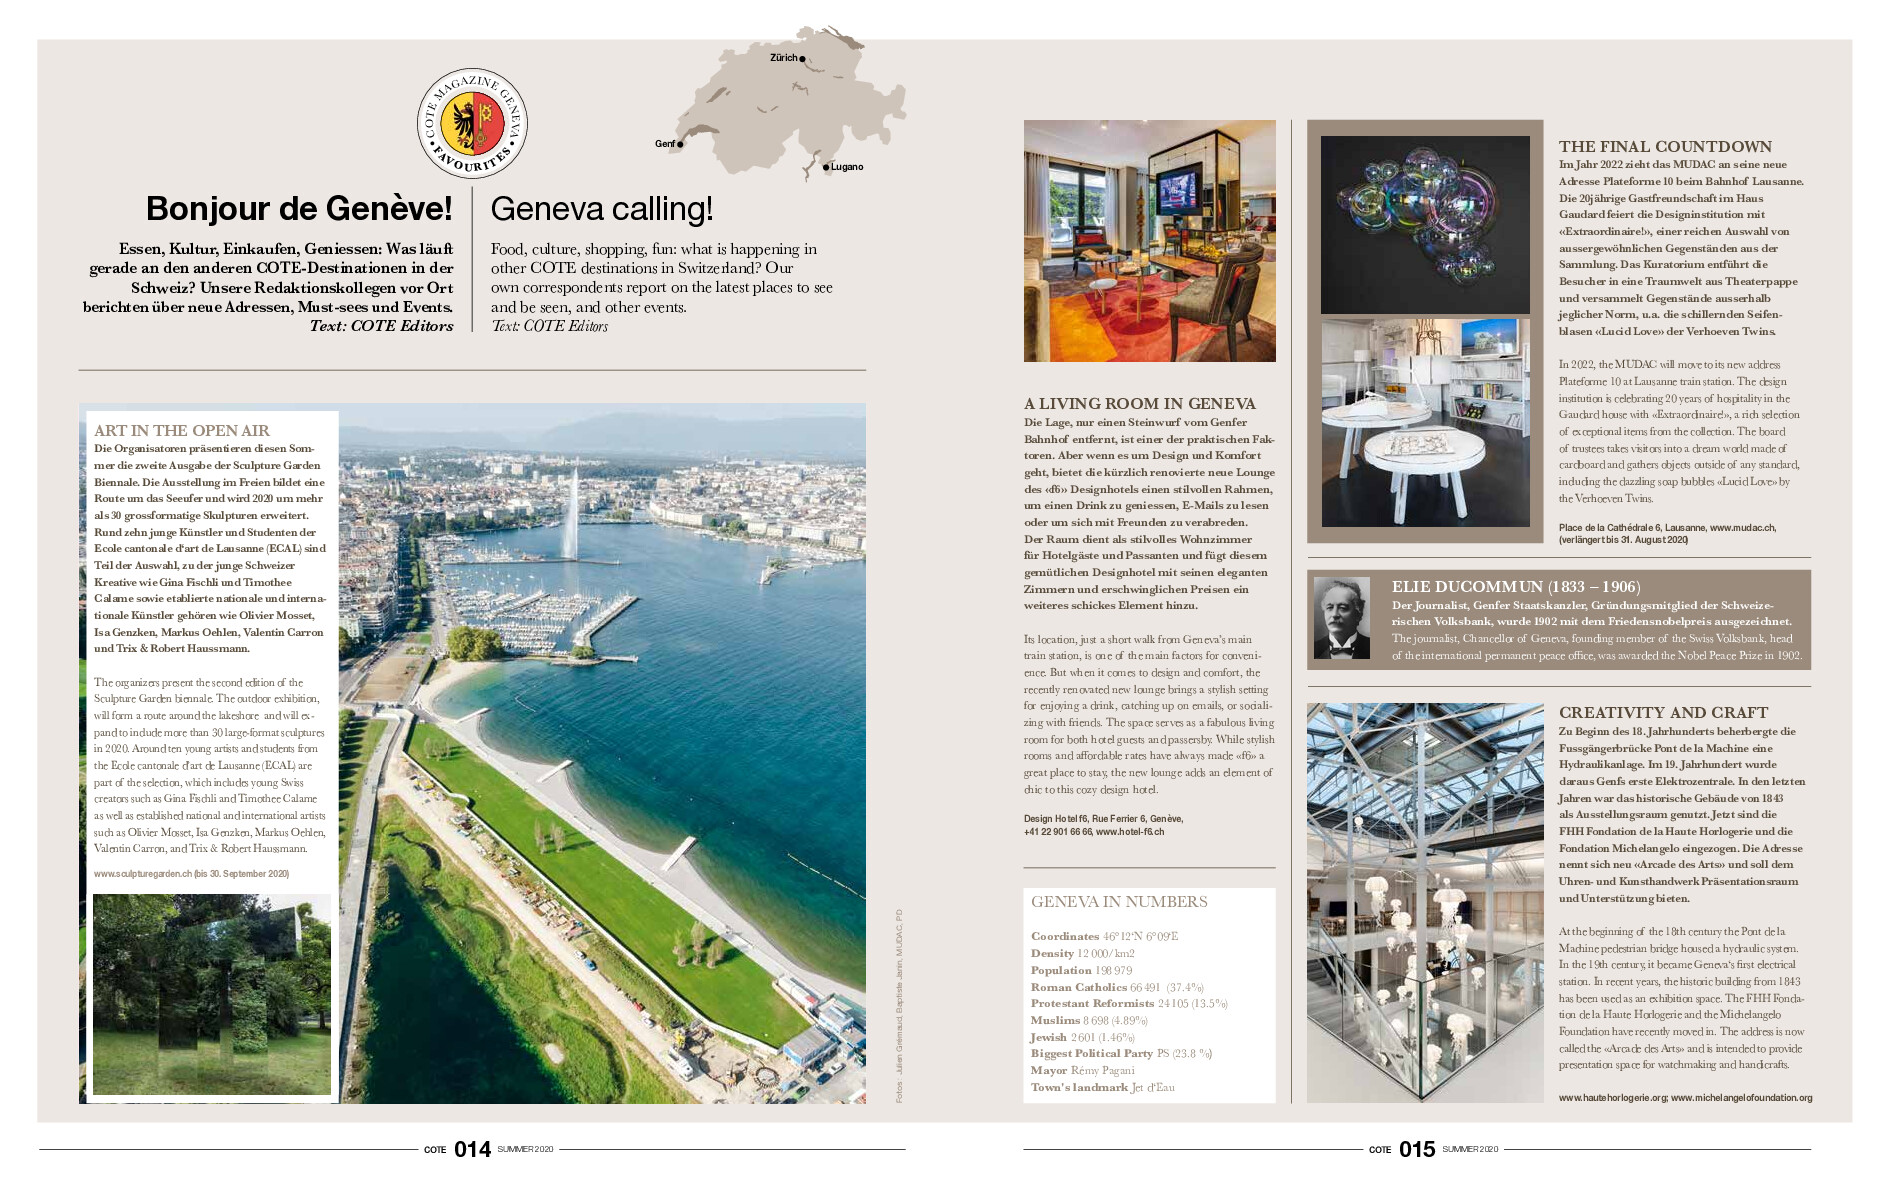 Zürich
Genf
Lugano
COTE MAGAZINE GENEVA
• FAVOURITES •
Bonjour de Genève!
Essen, Kultur, Einkaufen, Geniessen: Was läuft
gerade an den anderen COTE-Destinationen in der
Schweiz? Unsere Redaktionskollegen vor Ort
berichten über neue Adressen, Must-sees und Events.
Text: COTE Editors
Geneva calling!
Food, culture, shopping, fun: what is happening in
other COTE destinations in Switzerland? Our
own correspondents report on the latest places to see
and be seen, and other events.
Text: COTE Editors
ART IN THE OPEN AIR
Die Organisatoren präsentieren diesen Som-
mer die zweite Ausgabe der Sculpture Garden
Biennale. Die Ausstellung im Freien bildet eine
Route um das Seeufer und wird 2020 um mehr
als 30 grossformatige Skulpturen erweitert.
Rund zehn junge Künstler und Studenten der
Ecole cantonale d'art de Lausanne (ECAL) sind
Teil der Auswahl, zu der junge Schweizer
Kreative wie Gina Fischli und Timothee
Calame sowie etablierte nationale und interna-
tionale Künstler gehören wie Olivier Mosset,
Isa Genzken, Markus Oehlen, Valentin Carron
und Trix & Robert Haussmann.
The organizers present the second edition of the
Sculpture Garden biennale. The outdoor exhibition,
will form a route around the lakeshore and will ex-
pand to include more than 30 large-format sculptures
in 2020. Around ten young artists and students from
the Ecole cantonale d'art de Lausanne (ECAL) are
part of the selection, which includes young Swiss
creators such as Gina Fischli and Timothee Calame
as well as established national and international artists
such as Olivier Mosset, Isa Genzken, Markus Oehlen,
Valentin Carron, and Trix & Robert Haussmann.
www.sculpturegarden.ch (bis 30. September 2020)
Fotos: Julien Grémaud, Baptiste Janin, MUDAC, PD
COTE 014 SUMMER 2020
A LIVING ROOM IN GENEVA
Die Lage, nur einen Steinwurf vom Genfer
Bahnhof entfernt, ist einer der praktischen Fak-
toren. Aber wenn es um Design und Komfort
geht, bietet die kürzlich renovierte neue Lounge
des «f6» Designhotels einen stilvollen Rahmen,
um einen Drink zu geniessen, E-Mails zu lesen
oder um sich mit Freunden zu verabreden.
Der Raum dient als stilvolles Wohnzimmer
für Hotelgäste und Passanten und fügt diesem
gemütlichen Designhotel mit seinen eleganten
Zimmern und erschwinglichen Preisen ein
weiteres schickes Element hinzu.
Its location, just a short walk from Geneva's main
train station, is one of the main factors for conveni-
ence. But when it comes to design and comfort, the
recently renovated new lounge brings a stylish setting
for enjoying a drink, catching up on emails, or sociali-
zing with friends. The space serves as a fabulous living
room for both hotel guests and passersby. While stylish
rooms and affordable rates have always made «f6» a
great place to stay, the new lounge adds an element of
chic to this cozy design hotel.
Design Hotel f6, Rue Ferrier 6, Genève,
+41 22 901 66 66, www.hotel-f6.ch
GENEVA IN NUMBERS
Coordinates 46°12'N 6°09'E
Density 12 000/km2
Population 198 979
Roman Catholics 66 491 (37.4%)
Protestant Reformists 24 105 (13.5%)
Muslims 8 698 (4.89%)
Jewish 2 601 (1.46%)
Biggest Political Party PS (23.8 %)
Mayor Rémy Pagani
Town's landmark Jet d'Eau
THE FINAL COUNTDOWN
Im Jahr 2022 zieht das MUDAC an seine neue
Adresse Plateforme 10 beim Bahnhof Lausanne.
Die 20jährige Gastfreundschaft im Haus
Gaudard feiert die Designinstitution mit
«Extraordinaire!», einer reichen Auswahl von
aussergewöhnlichen Gegenständen aus der
Sammlung. Das Kuratorium entführt die
Besucher in eine Traumwelt aus Theaterpappe
und versammelt Gegenstände ausserhalb
jeglicher Norm, u.a. die schillernden Seifen-
blasen «Lucid Love» der Verhoeven Twins.
In 2022, the MUDAC will move to its new address
Plateforme 10 at Lausanne train station. The design
institution is celebrating 20 years of hospitality in the
Gaudard house with «Extraordinaire!», a rich selection
of exceptional items from the collection. The board
of trustees takes visitors into a dream world made of
cardboard and gathers objects outside of any standard,
including the dazzling soap bubbles «Lucid Love» by
the Verhoeven Twins.
Place de la Cathédrale 6, Lausanne, www.mudac.ch,
(verlängert bis 31. August 2020)
ELIE DUCOMMUN (1833 – 1906)
Der Journalist, Genfer Staatskanzler, Gründungsmitglied der Schweize-
rischen Volksbank, wurde 1902 mit dem Friedensnobelpreis ausgezeichnet.
The journalist, Chancellor of Geneva, founding member of the Swiss Volksbank, head
of the international permanent peace office, was awarded the Nobel Peace Prize in 1902.
CREATIVITY AND CRAFT
Zu Beginn des 18. Jahrhunderts beherbergte die
Fussgängerbrücke Pont de la Machine eine
Hydraulikanlage. Im 19. Jahrhundert wurde
daraus Genfs erste Elektrozentrale. In den letzten
Jahren war das historische Gebäude von 1843
als Ausstellungsraum genutzt. Jetzt sind die
FHH Fondation de la Haute Horlogerie und die
Fondation Michelangelo eingezogen. Die Adresse
nennt sich neu «Arcade des Arts» und soll dem
Uhren- und Kunsthandwerk Präsentationsraum
und Unterstützung bieten.
At the beginning of the 18th century the Pont de la
Machine pedestrian bridge housed a hydraulic system.
In the 19th century, it became Geneva's first electrical
station. In recent years, the historic building from 1843
has been used as an exhibition space. The FHH Fonda-
tion de la Haute Horlogerie and the Michelangelo
Foundation have recently moved in. The address is now
called the «Arcade des Arts» and is intended to provide
presentation space for watchmaking and handicrafts.
www.hautehorlogerie.org; www.michelangelofoundation.org
COTE 015 SUMMER 2020